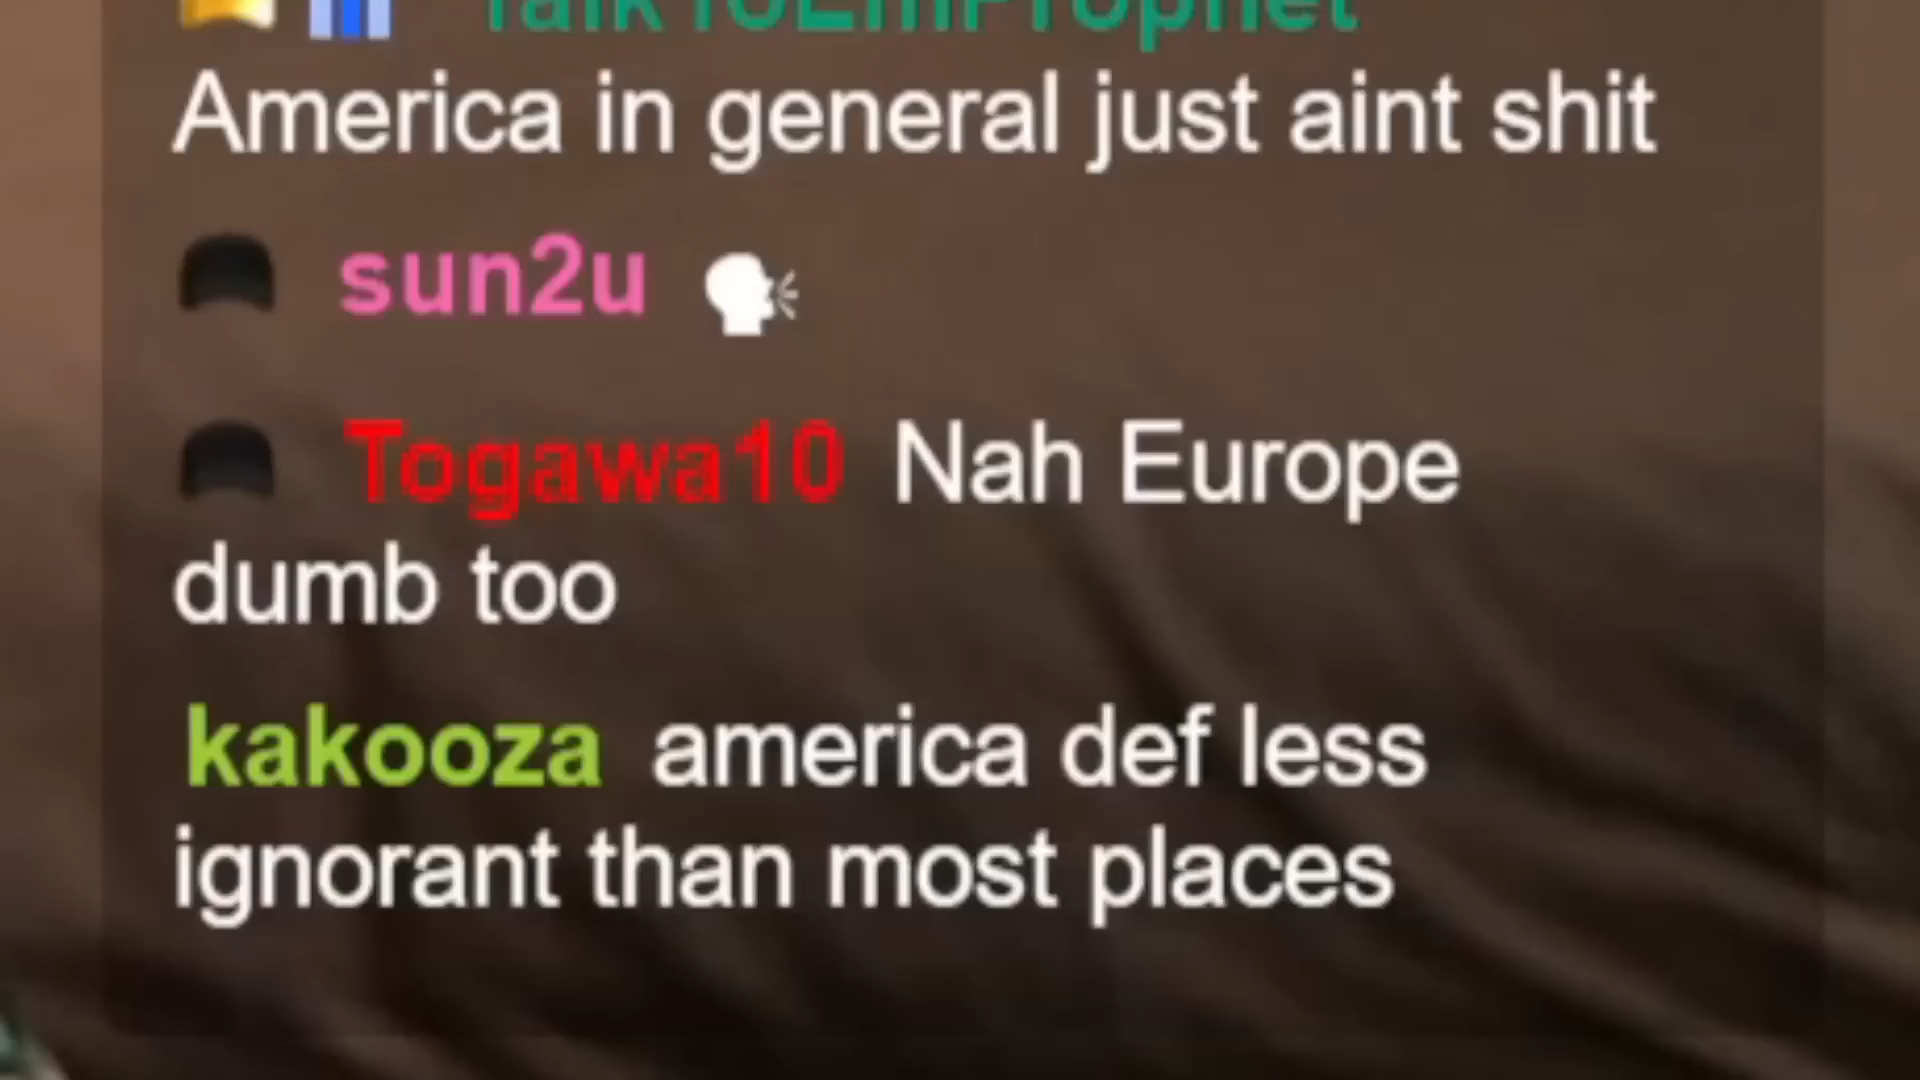 Talk10EmProphet
America in general just aint shit
sun2u 🗣
Togawa10 Nah Europe
dumb too
kakooza america def less
ignorant than most places